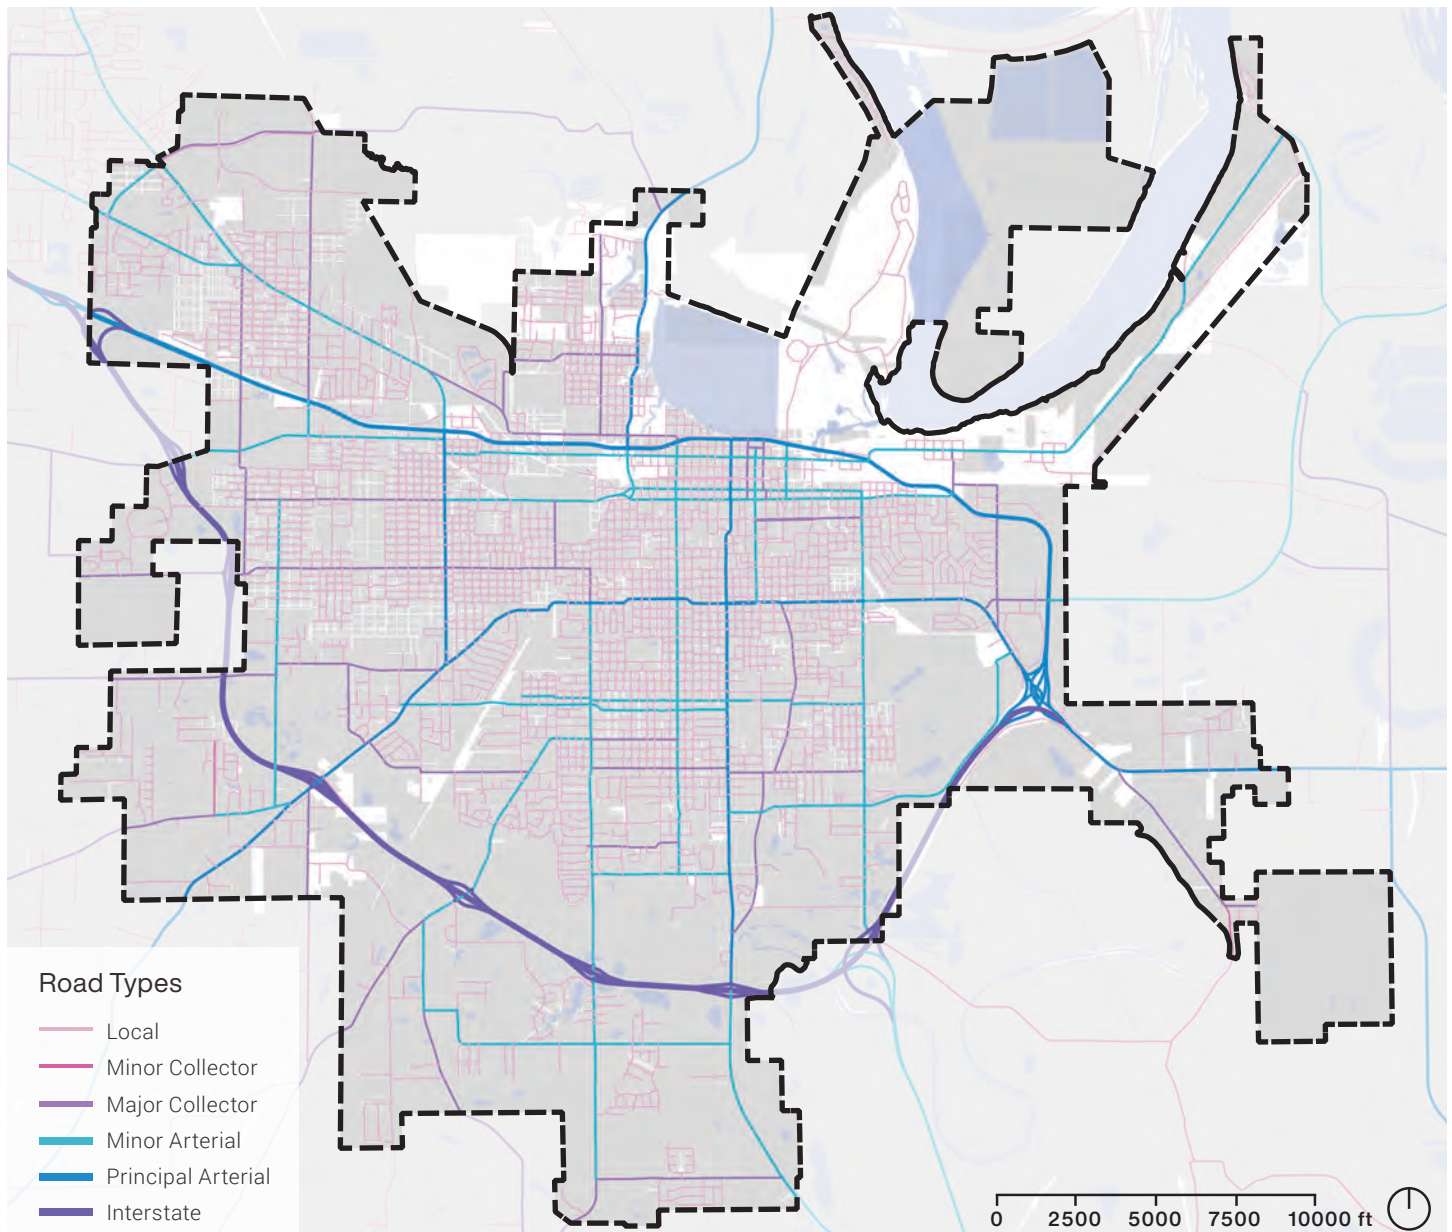 Road Types
Local
Minor Collector
Major Collector
Minor Arterial
Principal Arterial
Interstate
0 2500 5000 7500 10000 ft